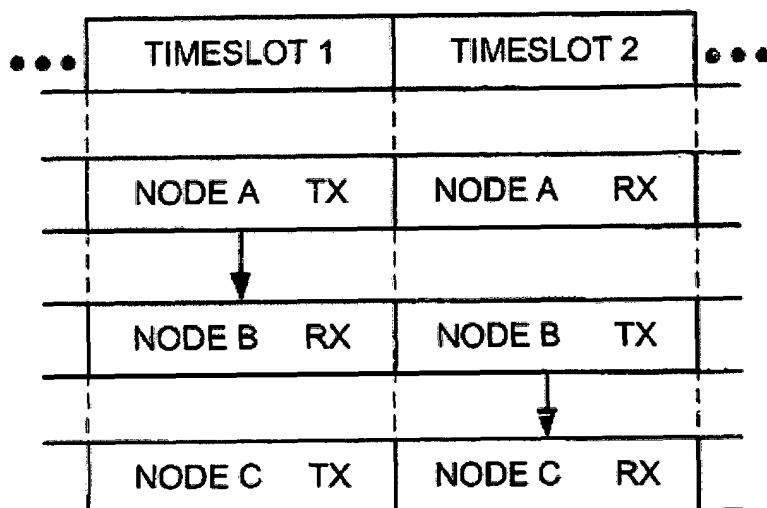 TIMESLOT 1 TIMESLOT 2
NODE A TX NODE A RX
NODE B RX NODE B TX
NODE C TX NODE C RX